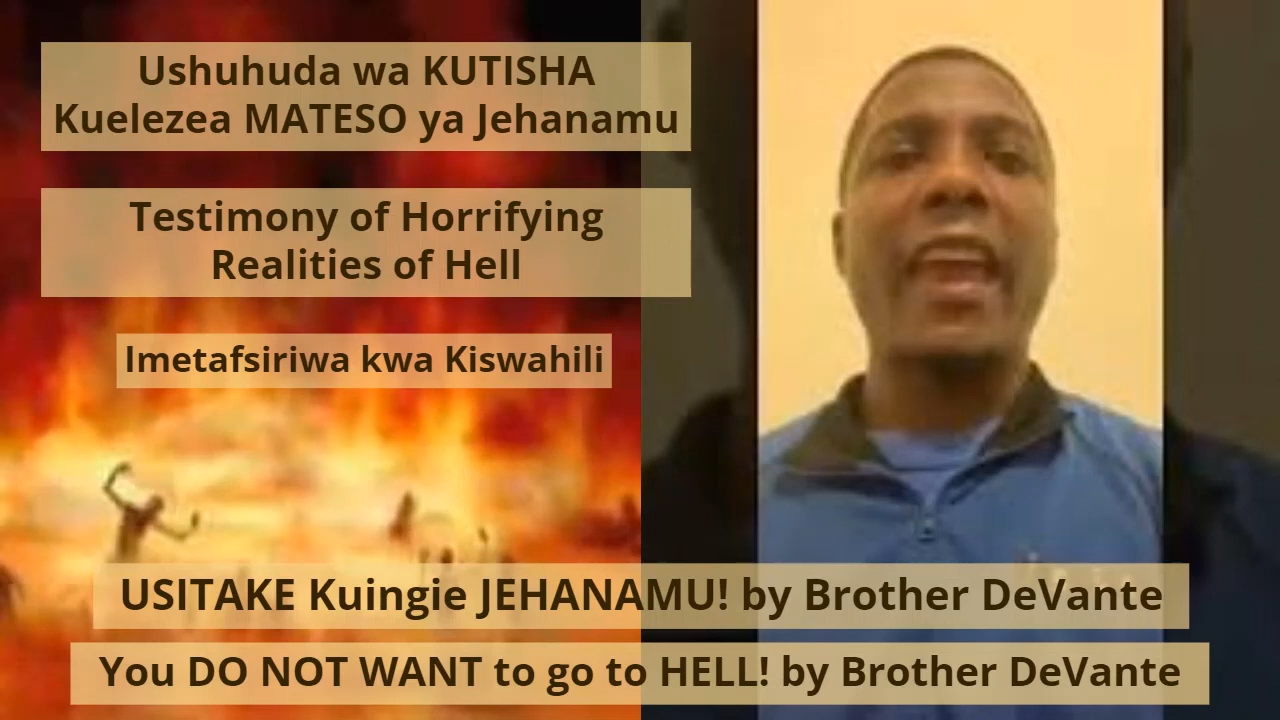 Ushuhuda wa KUTISHA
Kuelezea MATESO ya Jehanamu
Testimony of Horrifying
Realities of Hell
Imetafsiriwa kwa Kiswahili
USITAKE Kuingie JEHANAMU! by Brother DeVante
You DO NOT WANT to go to HELL! by Brother DeVante